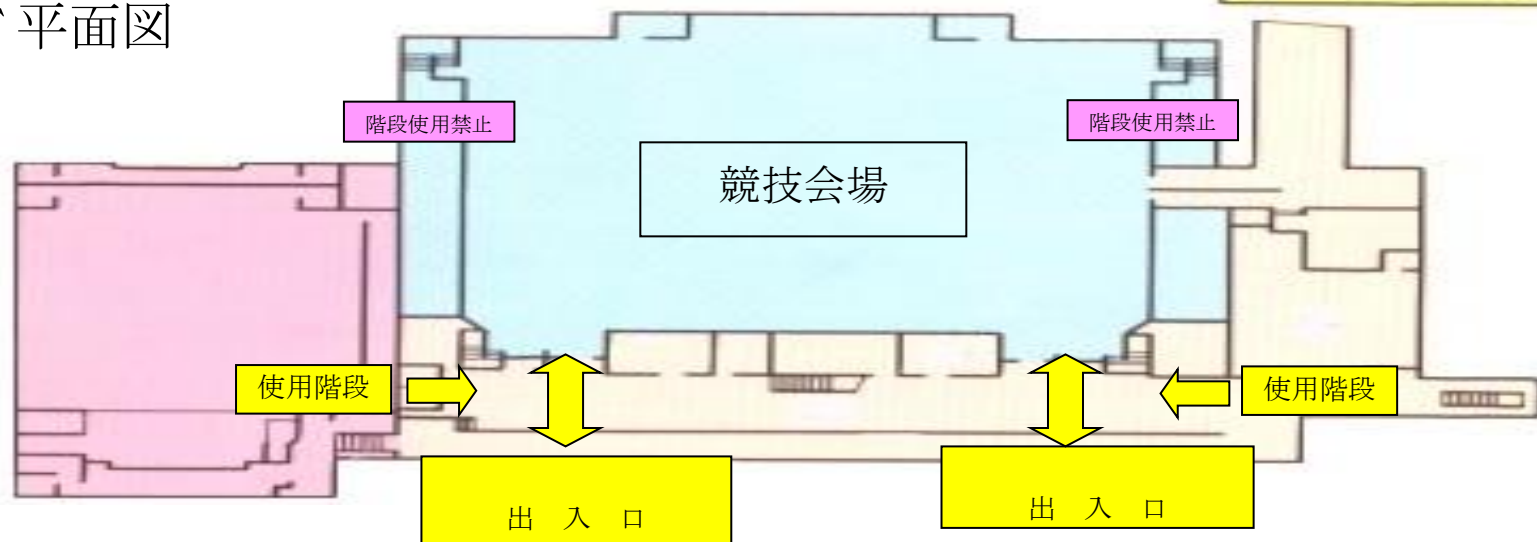 平面図
階段使用禁止
階段使用禁止
競技会場
使用階段
使用階段
出 入 口
出 入 口